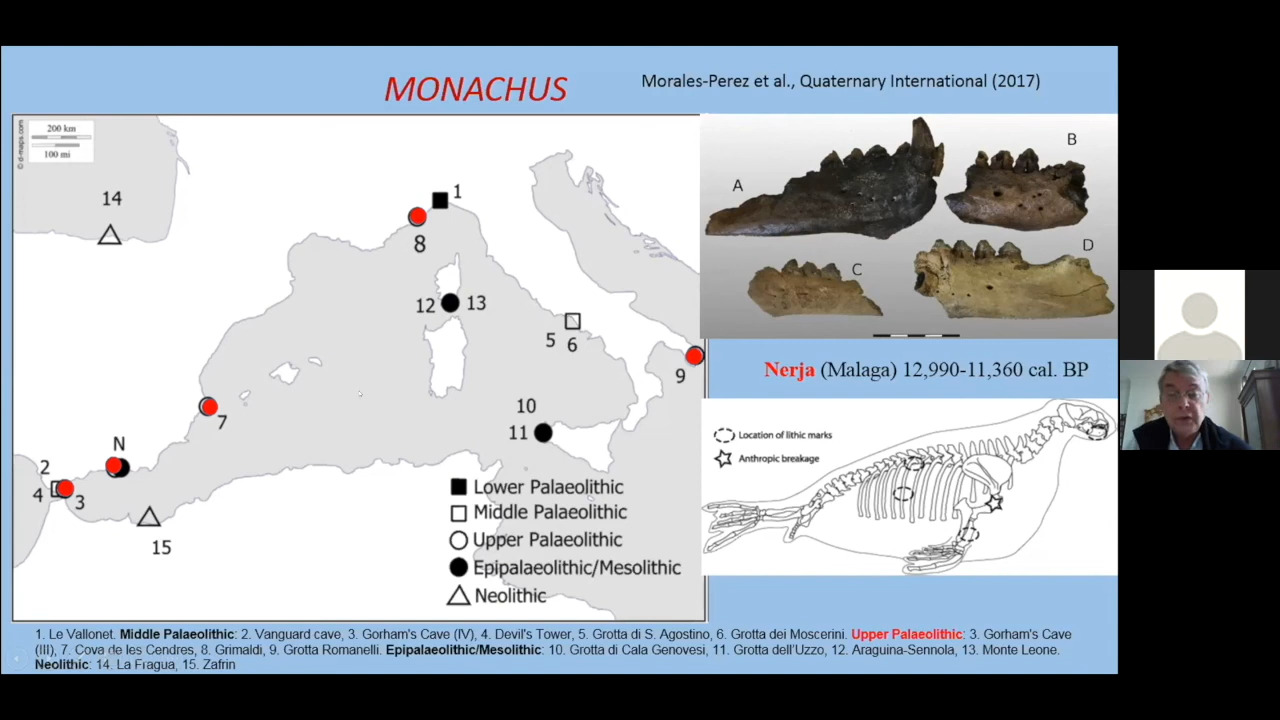 MONACHUS
Morales-Perez et al., Quaternary International (2017)
200 km
100 mi
© d-maps.com
14
1
8
12 13
5 6
9
7
10
11
N
2
4 3
15
Lower Palaeolithic
Middle Palaeolithic
Upper Palaeolithic
Epipalaeolithic/Mesolithic
Neolithic
A
B
C
D
Nerja (Malaga) 12,990-11,360 cal. BP
Location of lithic marks
Anthropic breakage
1. Le Vallonet. Middle Palaeolithic: 2. Vanguard cave, 3. Gorham's Cave (IV), 4. Devil's Tower, 5. Grotta di S. Agostino, 6. Grotta dei Moscerini. Upper Palaeolithic: 3. Gorham's Cave
(III), 7. Cova de les Cendres, 8. Grimaldi, 9. Grotta Romanelli. Epipalaeolithic/Mesolithic: 10. Grotta di Cala Genovesi, 11. Grotta dell'Uzzo, 12. Araguina-Sennola, 13. Monte Leone.
Neolithic: 14. La Fragua, 15. Zafrin